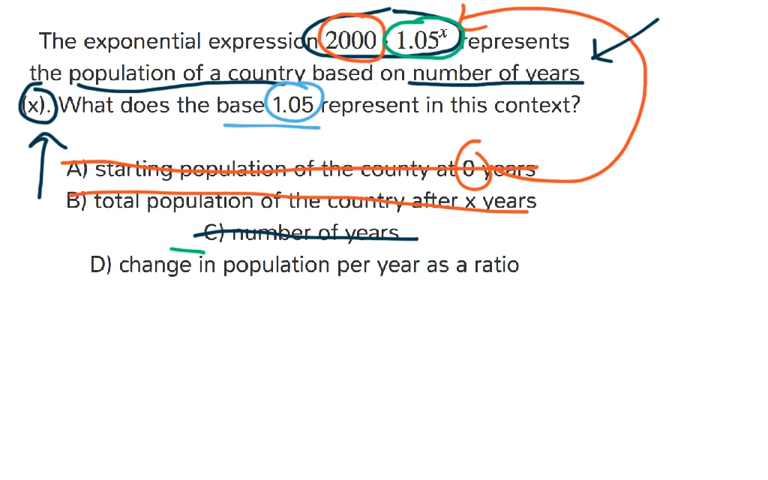 The exponential expression 2000 1.05ˣ represents
the population of a country based on number of years
(x). What does the base 1.05 represent in this context?
A) starting population of the county at 0 years
B) total population of the country after x years
C) number of years
D) change in population per year as a ratio